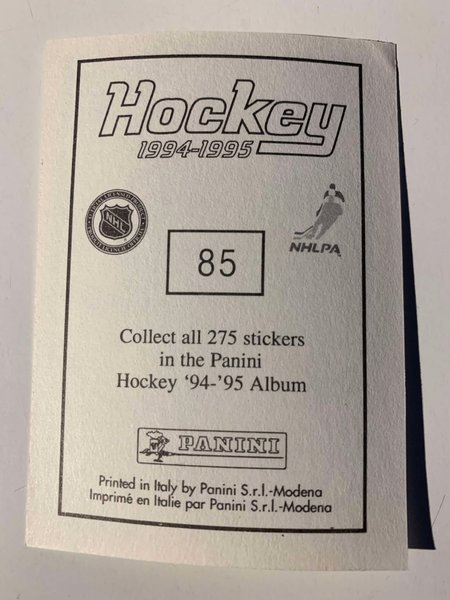 Hockey
1994-1995
NHL
NHLPA
85
Collect all 275 stickers
in the Panini
Hockey ‘94-’95 Album
PANINI
Printed in Italy by Panini S.r.l.-Modena
Imprimé en Italie par Panini S.r.l.-Modena